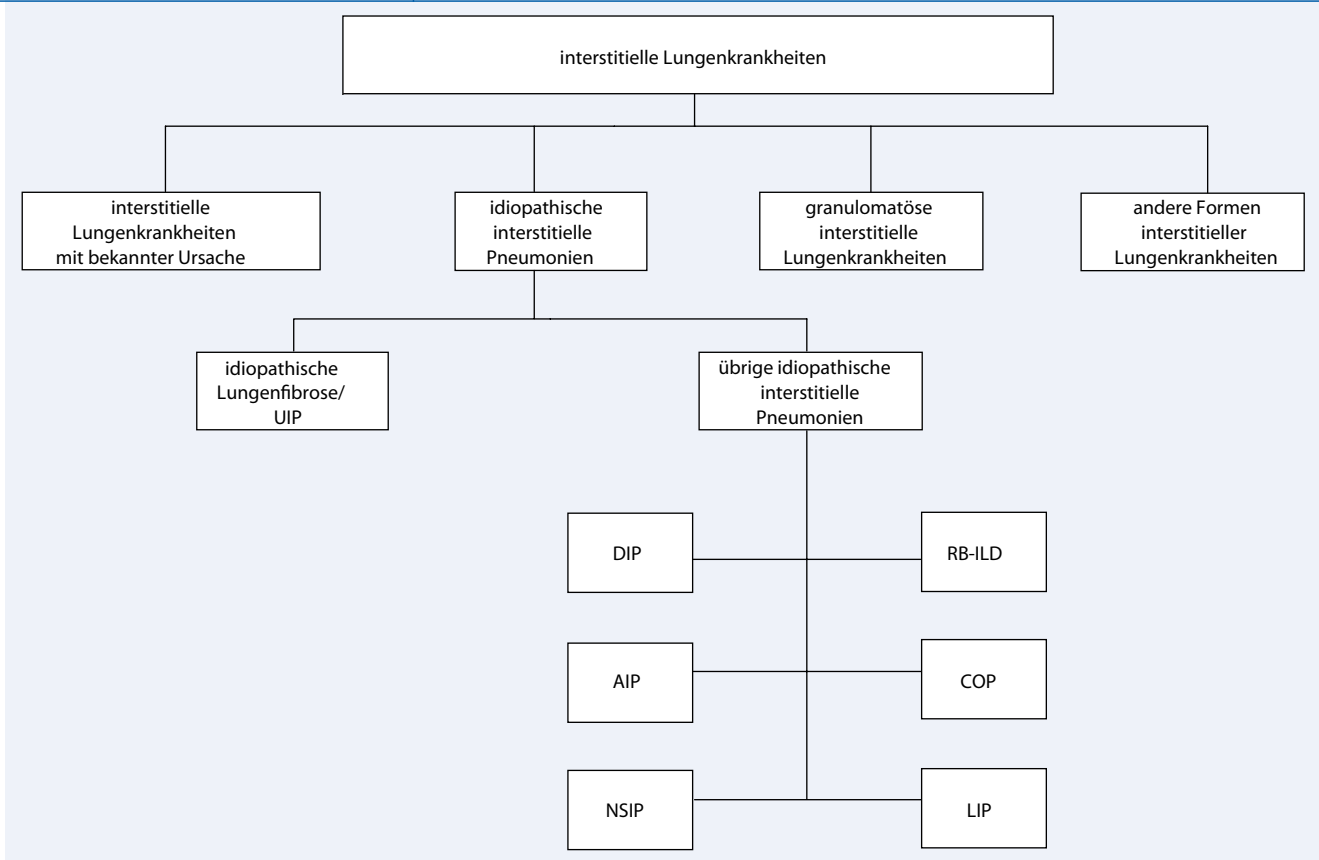 interstitielle Lungenkrankheiten
interstitielle
Lungenkrankheiten
mit bekannter Ursache
idiopathische
interstitielle
Pneumonien
granulomatöse
interstitielle
Lungenkrankheiten
andere Formen
interstitieller
Lungenkrankheiten
idiopathische
Lungenfibrose/
UIP
übrige idiopathische
interstitielle
Pneumonien
DIP
RB-ILD
AIP
COP
NSIP
LIP